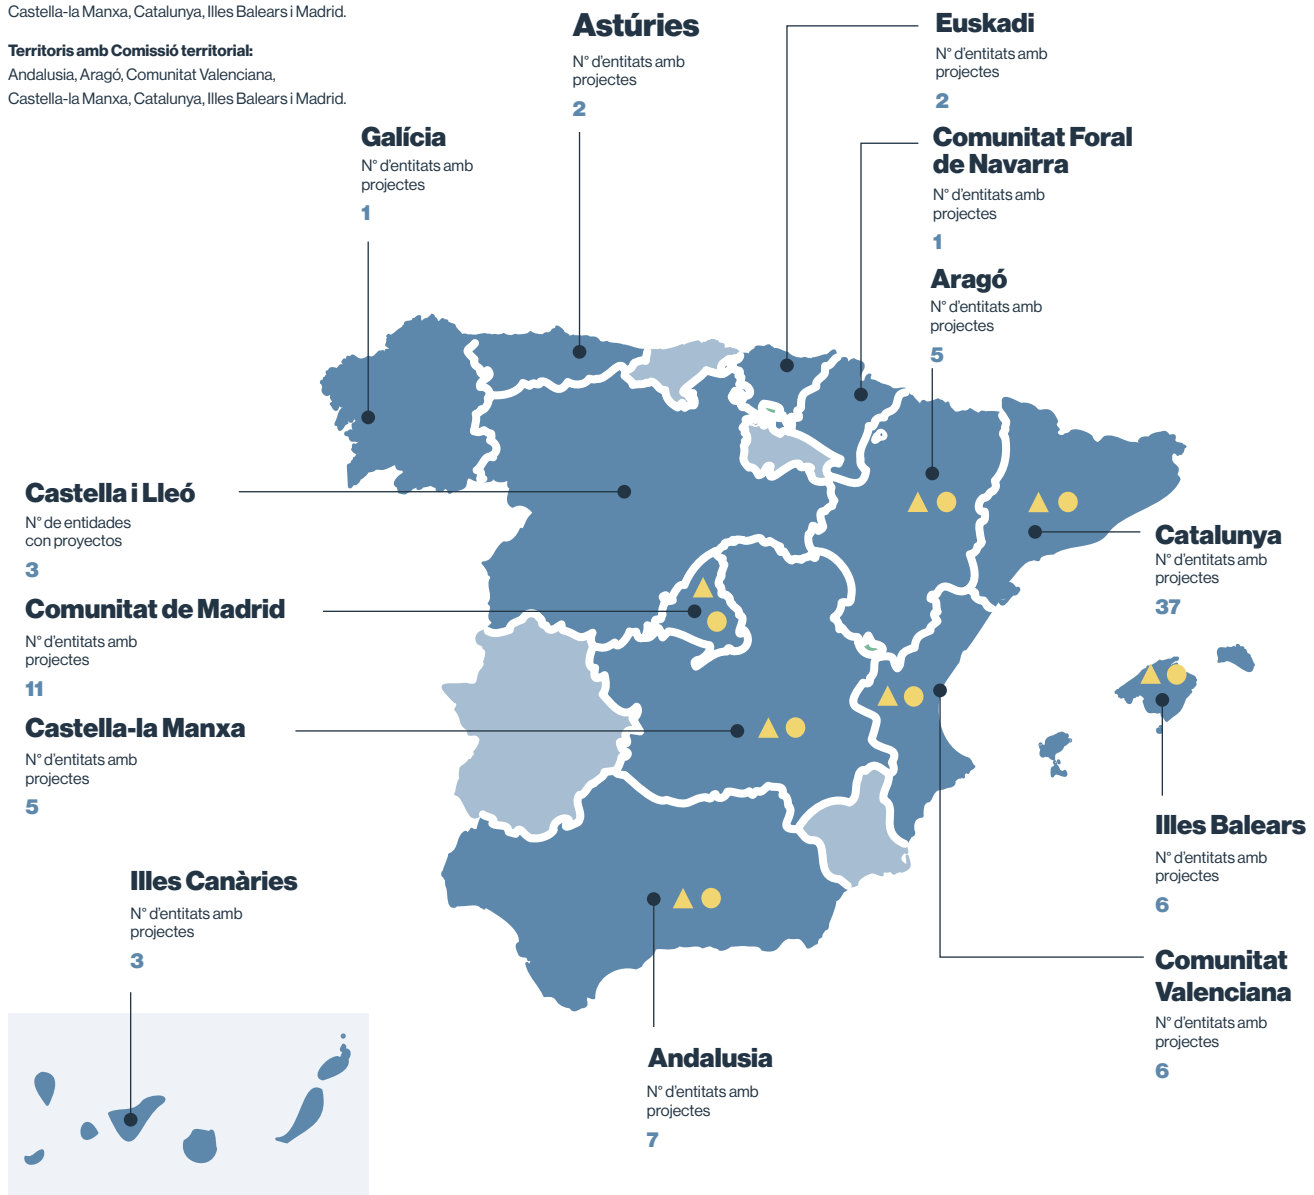 Castella-la Manxa, Catalunya, Illes Balears i Madrid.
Territoris amb Comissió territorial:
Andalusia, Aragó, Comunitat Valenciana,
Castella-la Manxa, Catalunya, Illes Balears i Madrid.
Astúries
N° d'entitats amb
projectes
2
Euskadi
N° d'entitats amb
projectes
2
Galícia
N° d'entitats amb
projectes
1
Comunitat Foral
de Navarra
N° d'entitats amb
projectes
1
Aragó
N° d'entitats amb
projectes
5
Castella i Lleó
N° de entidades
con proyectos
3
Catalunya
N° d'entitats amb
projectes
37
Comunitat de Madrid
N° d'entitats amb
projectes
11
Castella-la Manxa
N° d'entitats amb
projectes
5
Illes Balears
N° d'entitats amb
projectes
6
Illes Canàries
N° d'entitats amb
projectes
3
Comunitat
Valenciana
N° d'entitats amb
projectes
6
Andalusia
N° d'entitats amb
projectes
7